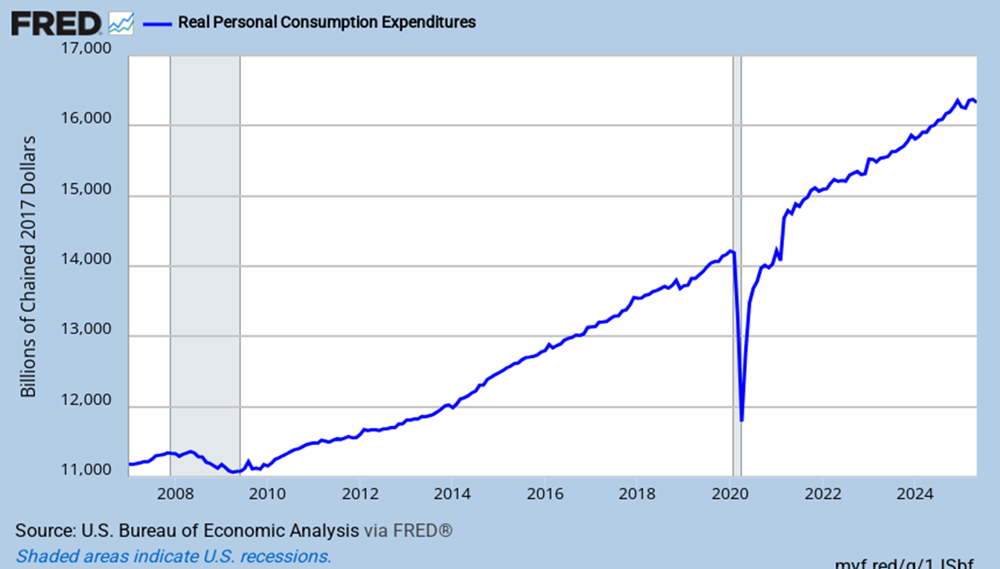 FRED Real Personal Consumption Expenditures
17,000
16,000
15,000
14,000
13,000
12,000
11,000
Billions of Chained 2017 Dollars
2008 2010 2012 2014 2016 2018 2020 2022 2024
Source: U.S. Bureau of Economic Analysis via FRED®
Shaded areas indicate U.S. recessions.